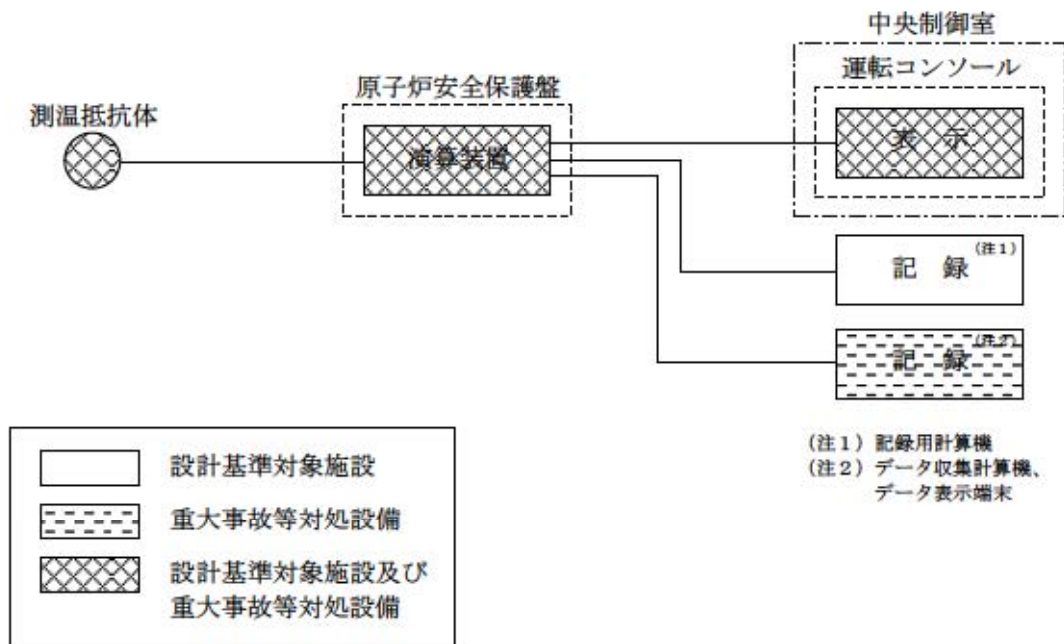 中央制御室
運転コンソール
原子炉安全保護盤
測温抵抗体
演算装置
表 示
記 録 (注1)
記 録 (注2)
(注1) 記録用計算機
(注2) データ収集計算機、
データ表示端末
設計基準対象施設
重大事故等対処設備
設計基準対象施設及び
重大事故等対処設備